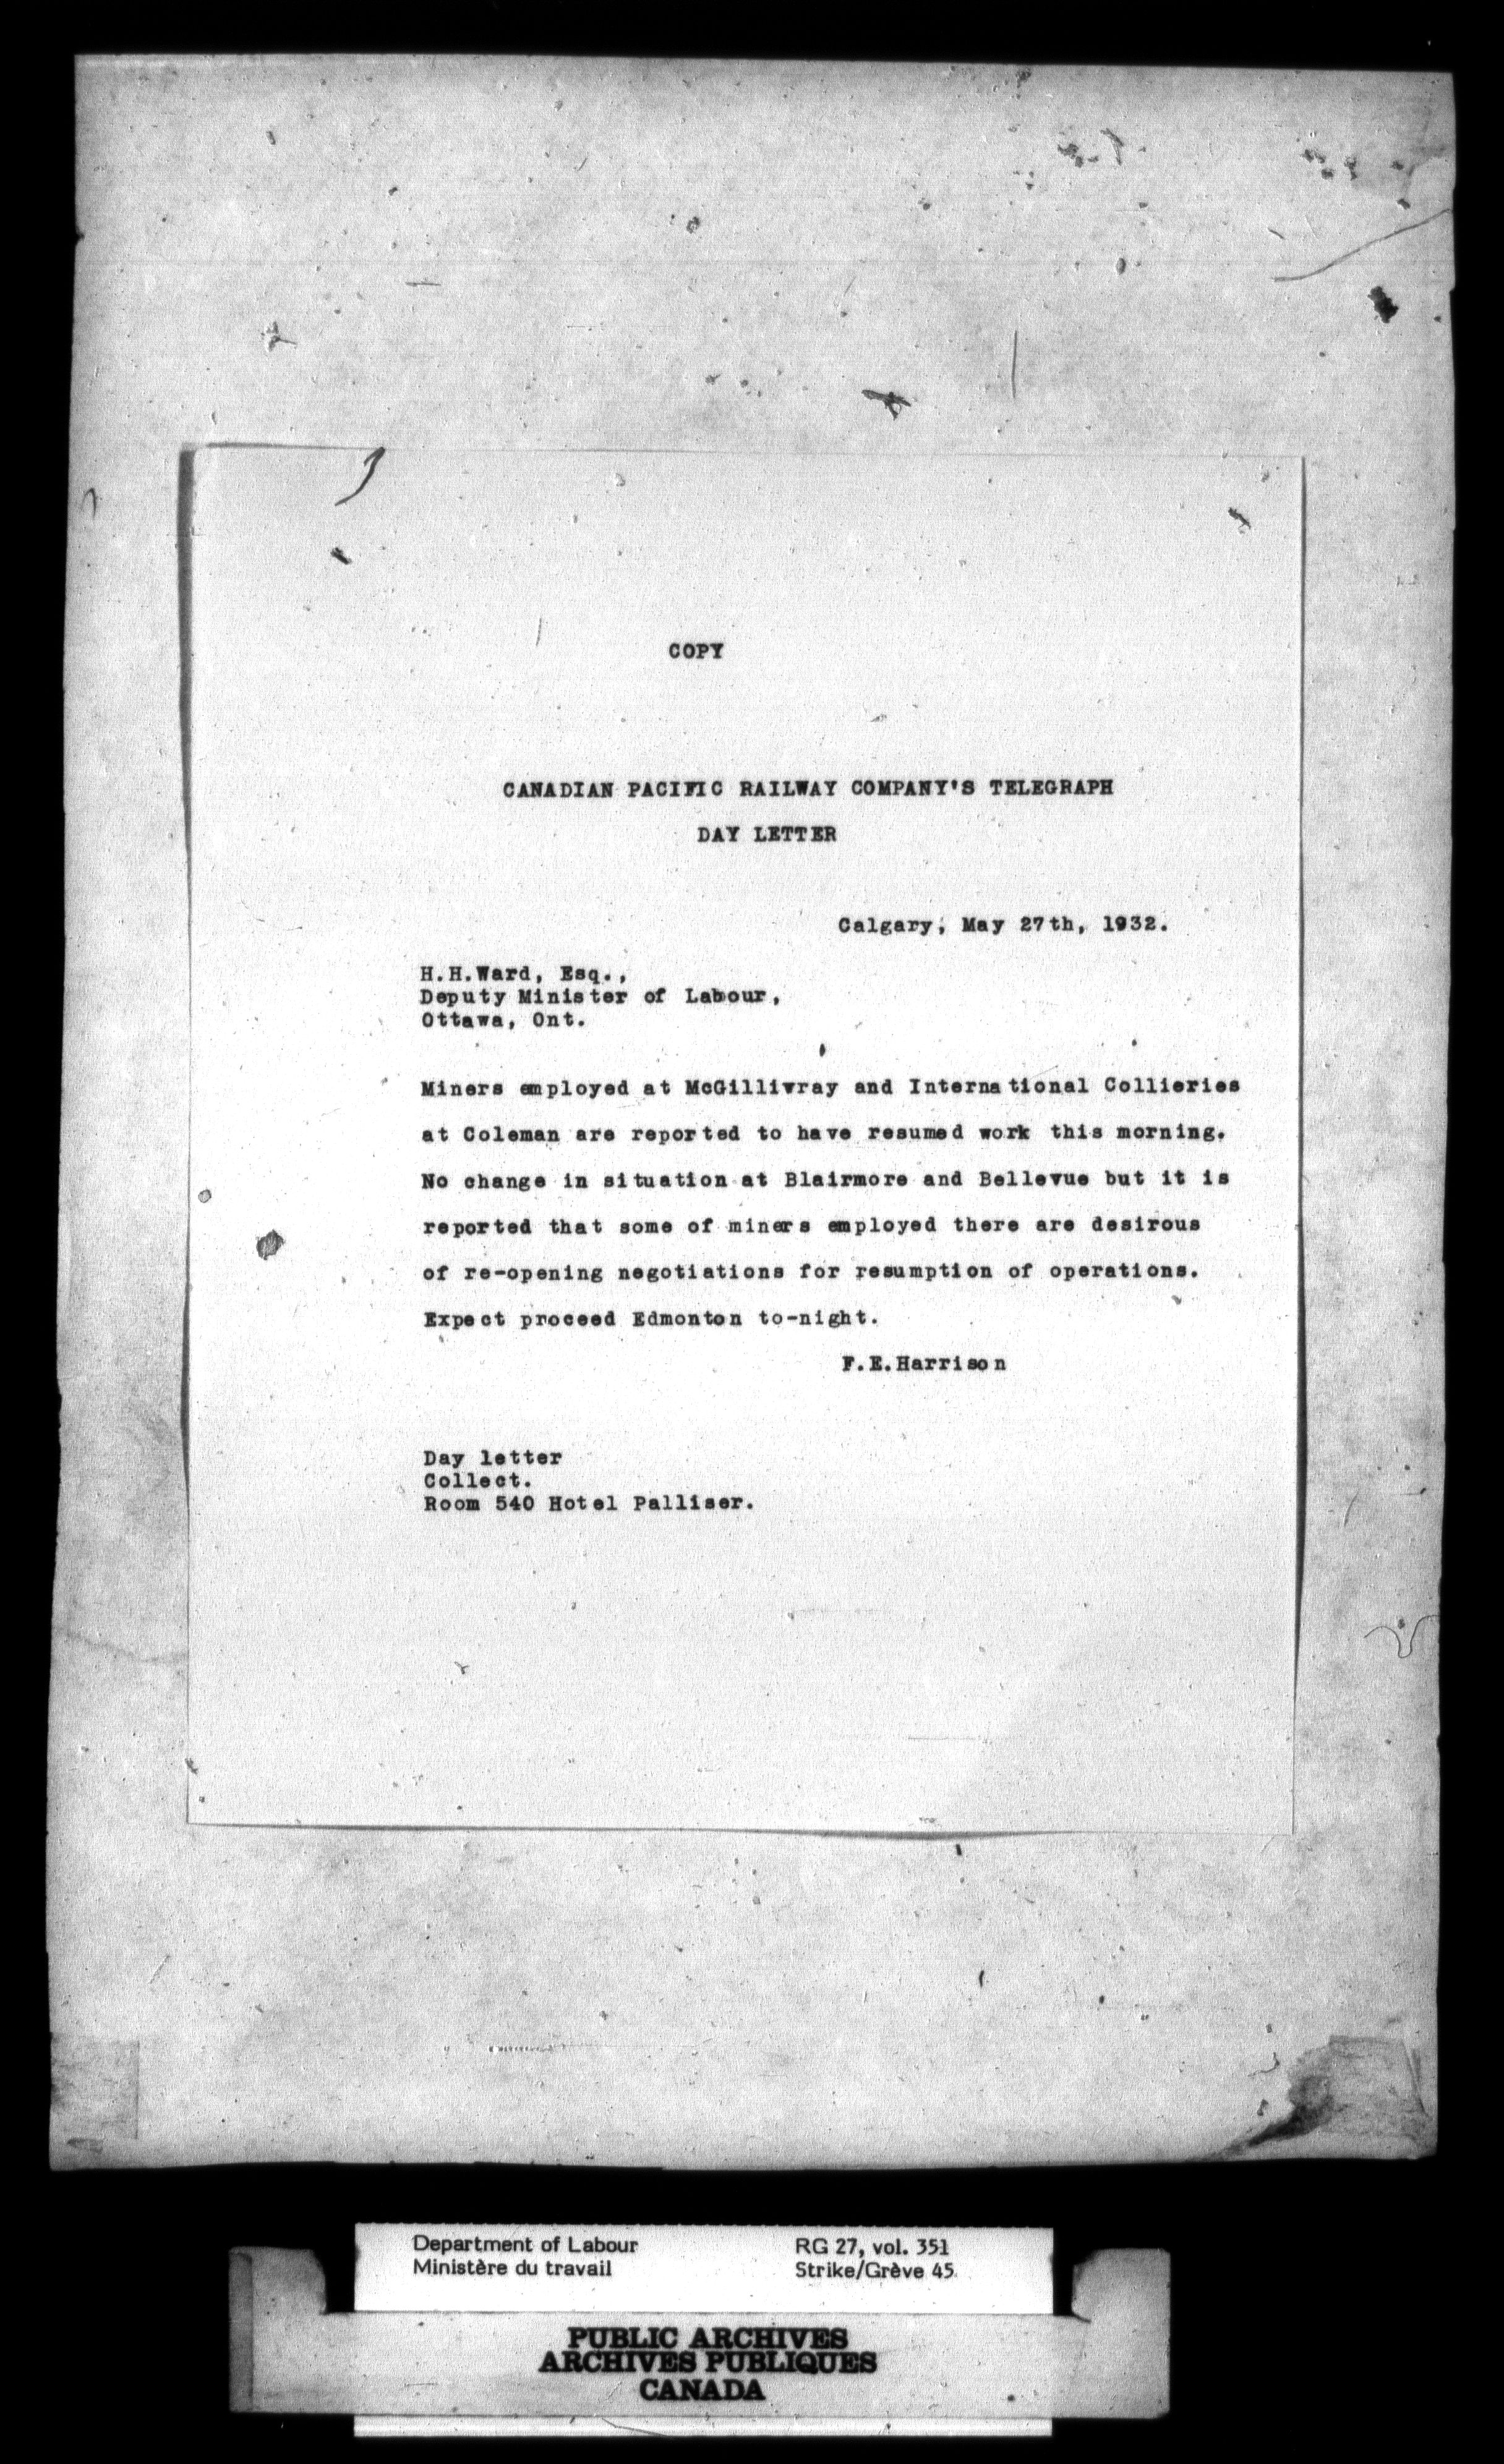 COPY
CANADIAN PACIFIC RAILWAY COMPANY'S TELEGRAPH
DAY LETTER
Calgary, May 27th, 1932.
H.H.Ward, Esq.,
Deputy Minister of Labour,
Ottawa, Ont.
Miners employed at McGillivray and International Collieries
at Coleman are reported to have resumed work this morning.
No change in situation at Blairmore and Bellevue but it is
reported that some of miners employed there are desirous
of re-opening negotiations for resumption of operations.
Expect proceed Edmonton to-night.
F.E.Harrison
Day letter
Collect.
Room 540 Hotel Palliser.
Department of Labour RG 27, vol. 351
Ministère du travail Strike/Grève 45
PUBLIC ARCHIVES
ARCHIVES PUBLIQUES
CANADA